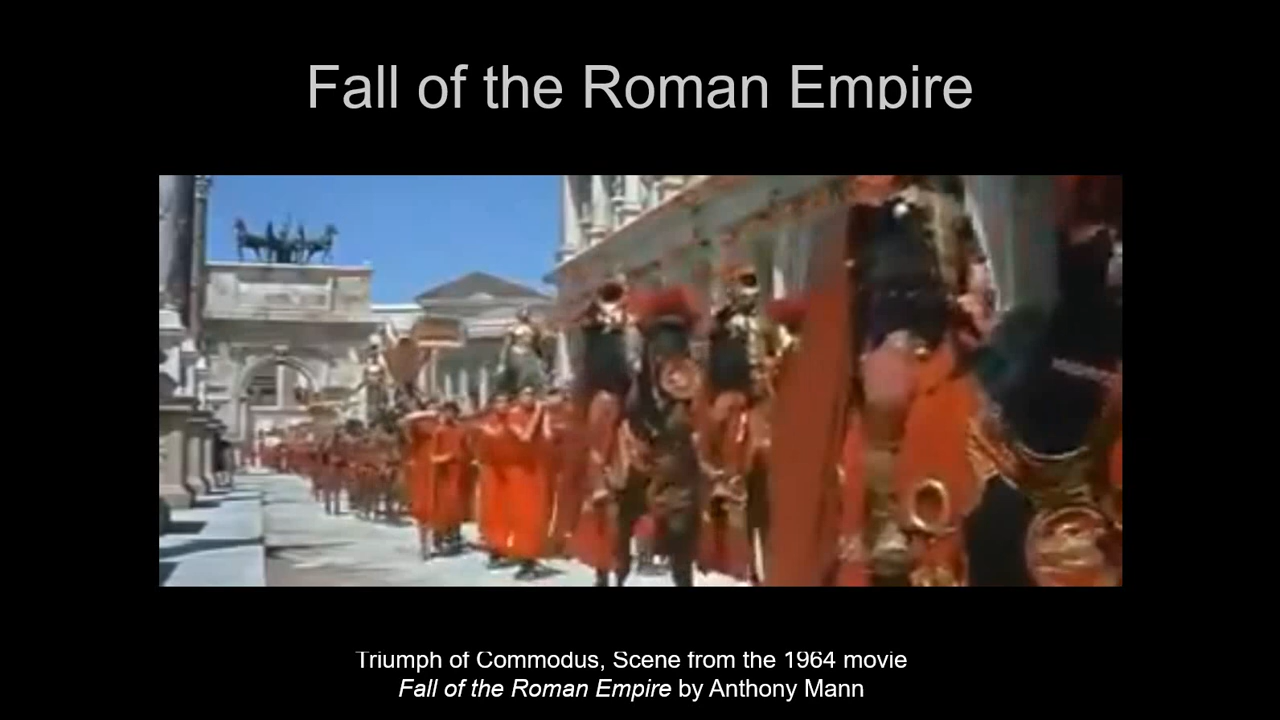 Fall of the Roman Empire
Triumph of Commodus, Scene from the 1964 movie
Fall of the Roman Empire by Anthony Mann